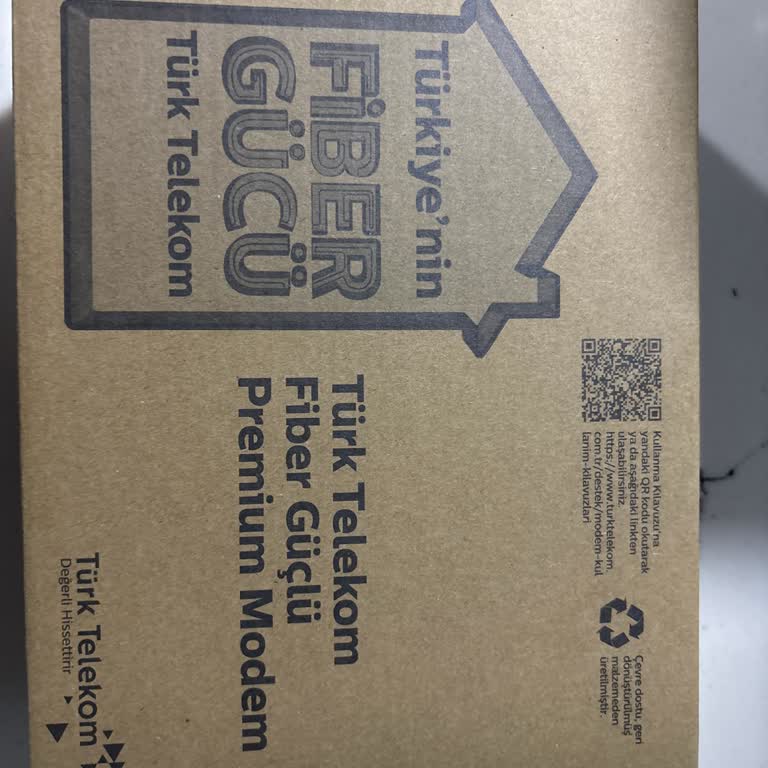 Türkiye'nin
FİBER
GÜCÜ
Türk Telekom
Kullanma Kılavuzu'na
yandaki QR kodu okutarak
ya da aşağıdaki linkten
ulaşabilirsiniz.
https://www.turktelekom.
com.tr/destek/modem-kul
lanim-kilavuzlari
Çevre dostu, geri
dönüştürülmüş
malzemeden
üretilmiştir.
Türk Telekom
Fiber Güçlü
Premium Modem
Türk Telekom
Değerli Hissettirir